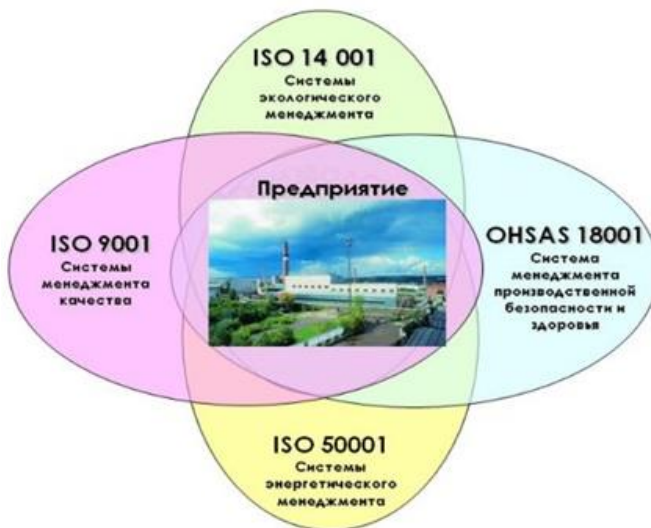 ISO 14 001
Системы
экологического
менеджмента
Предприятие
ISO 9001
Системы
менеджмента
качества
OHSAS 18001
Система
менеджмента
производственной
безопасности и
здоровья
ISO 50001
Системы
энергетического
менеджмента